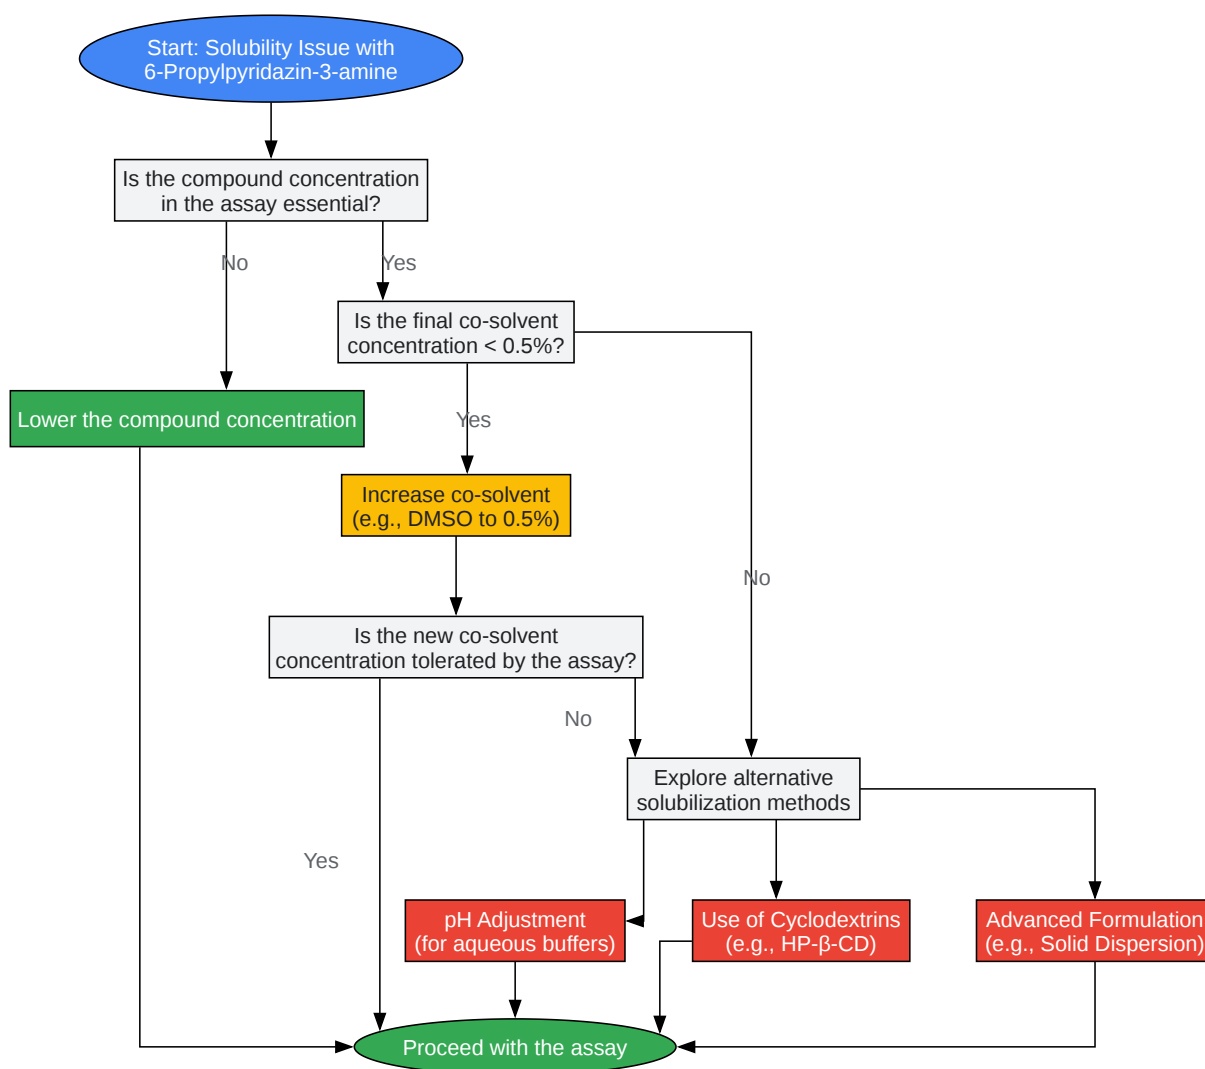 Start: Solubility Issue with
6-Propylpyridazin-3-amine
Is the compound concentration
in the assay essential?
No
Yes
Is the final co-solvent
concentration < 0.5%?
Lower the compound concentration
Yes
Increase co-solvent
(e.g., DMSO to 0.5%)
No
Is the new co-solvent
concentration tolerated by the assay?
No
Explore alternative
solubilization methods
Yes
pH Adjustment
(for aqueous buffers)
Use of Cyclodextrins
(e.g., HP-β-CD)
Advanced Formulation
(e.g., Solid Dispersion)
Proceed with the assay